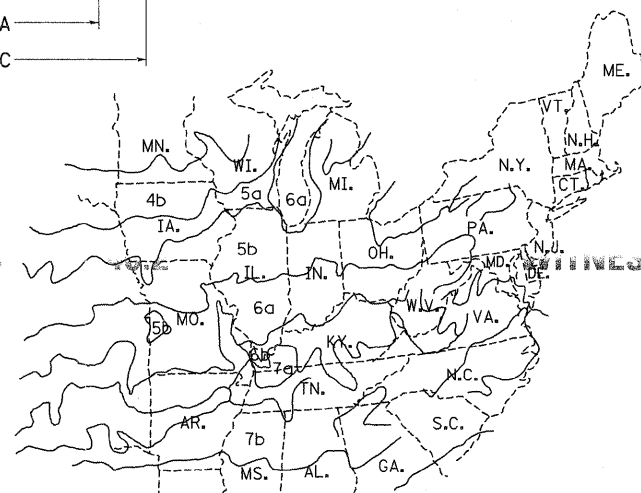 A
C
ME.
VT.
MN.
N.H.
WI.
N.Y.
MA.
MI.
CT.
4b
5a
6a
IA.
PA.
5b
OH.
N.J.
MD.
DE.
IL.
IN.
6a
W.V.
5b
MO.
VA.
KY.
6b
7a
N.C.
TN.
AR.
S.C.
7b
GA.
MS.
AL.